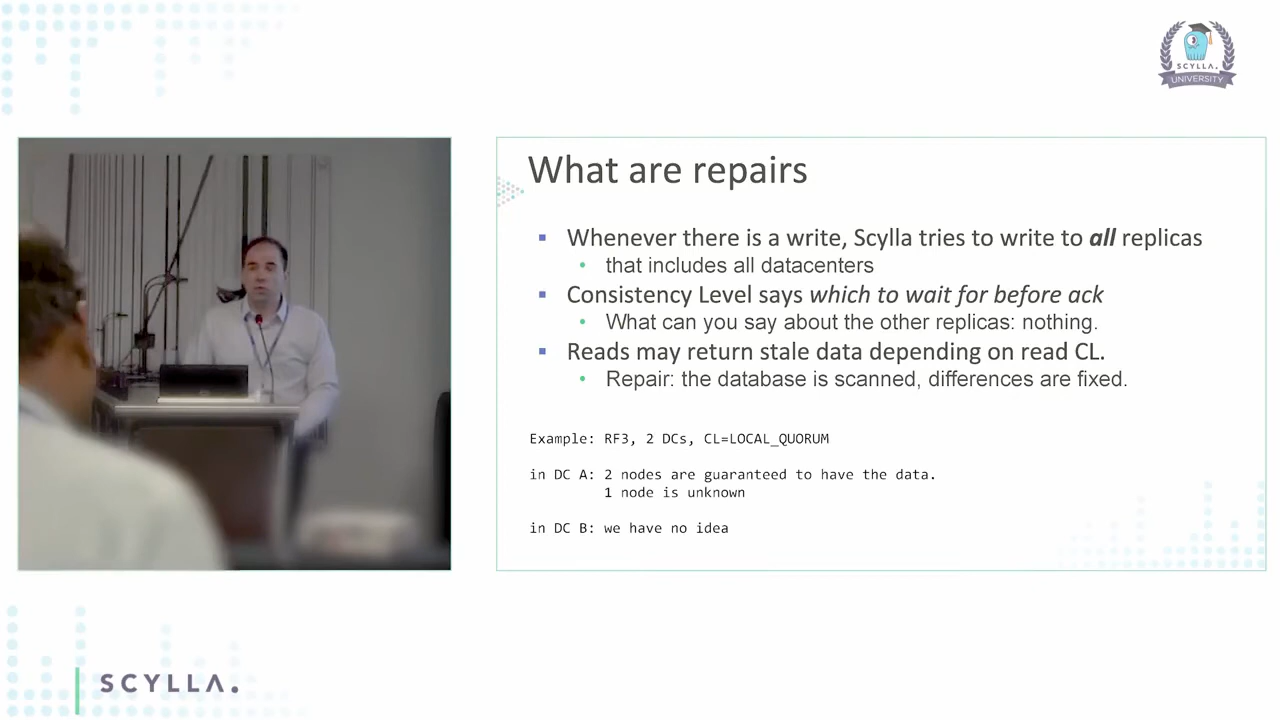 SCYLLA.
UNIVERSITY
What are repairs
Whenever there is a write, Scylla tries to write to all replicas
that includes all datacenters
Consistency Level says which to wait for before ack
What can you say about the other replicas: nothing.
Reads may return stale data depending on read CL.
Repair: the database is scanned, differences are fixed.
Example: RF3, 2 DCs, CL=LOCAL_QUORUM
in DC A: 2 nodes are guaranteed to have the data.
1 node is unknown
in DC B: we have no idea
SCYLLA.